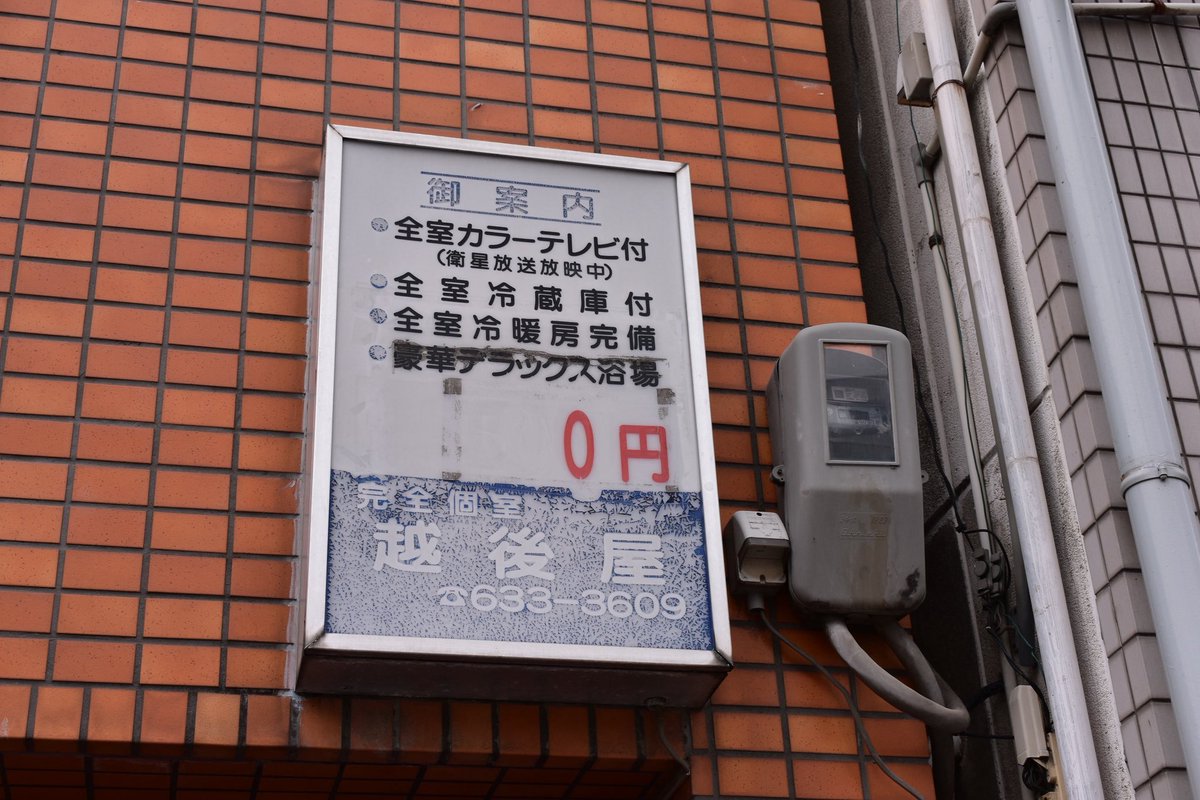 御案内
全室カラーテレビ付
（衛星放送放映中）
全室冷蔵庫付
全室冷暖房完備
豪華デラックス浴場
0円
完全個室
越後屋
☎633-3609